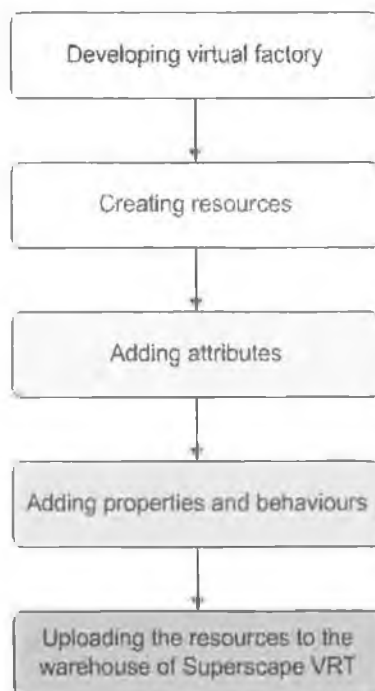 Developing virtual factory
Creating resources
Adding attributes
Adding properties and behaviours
Uploading the resources to the
warehouse of Superscape VRT